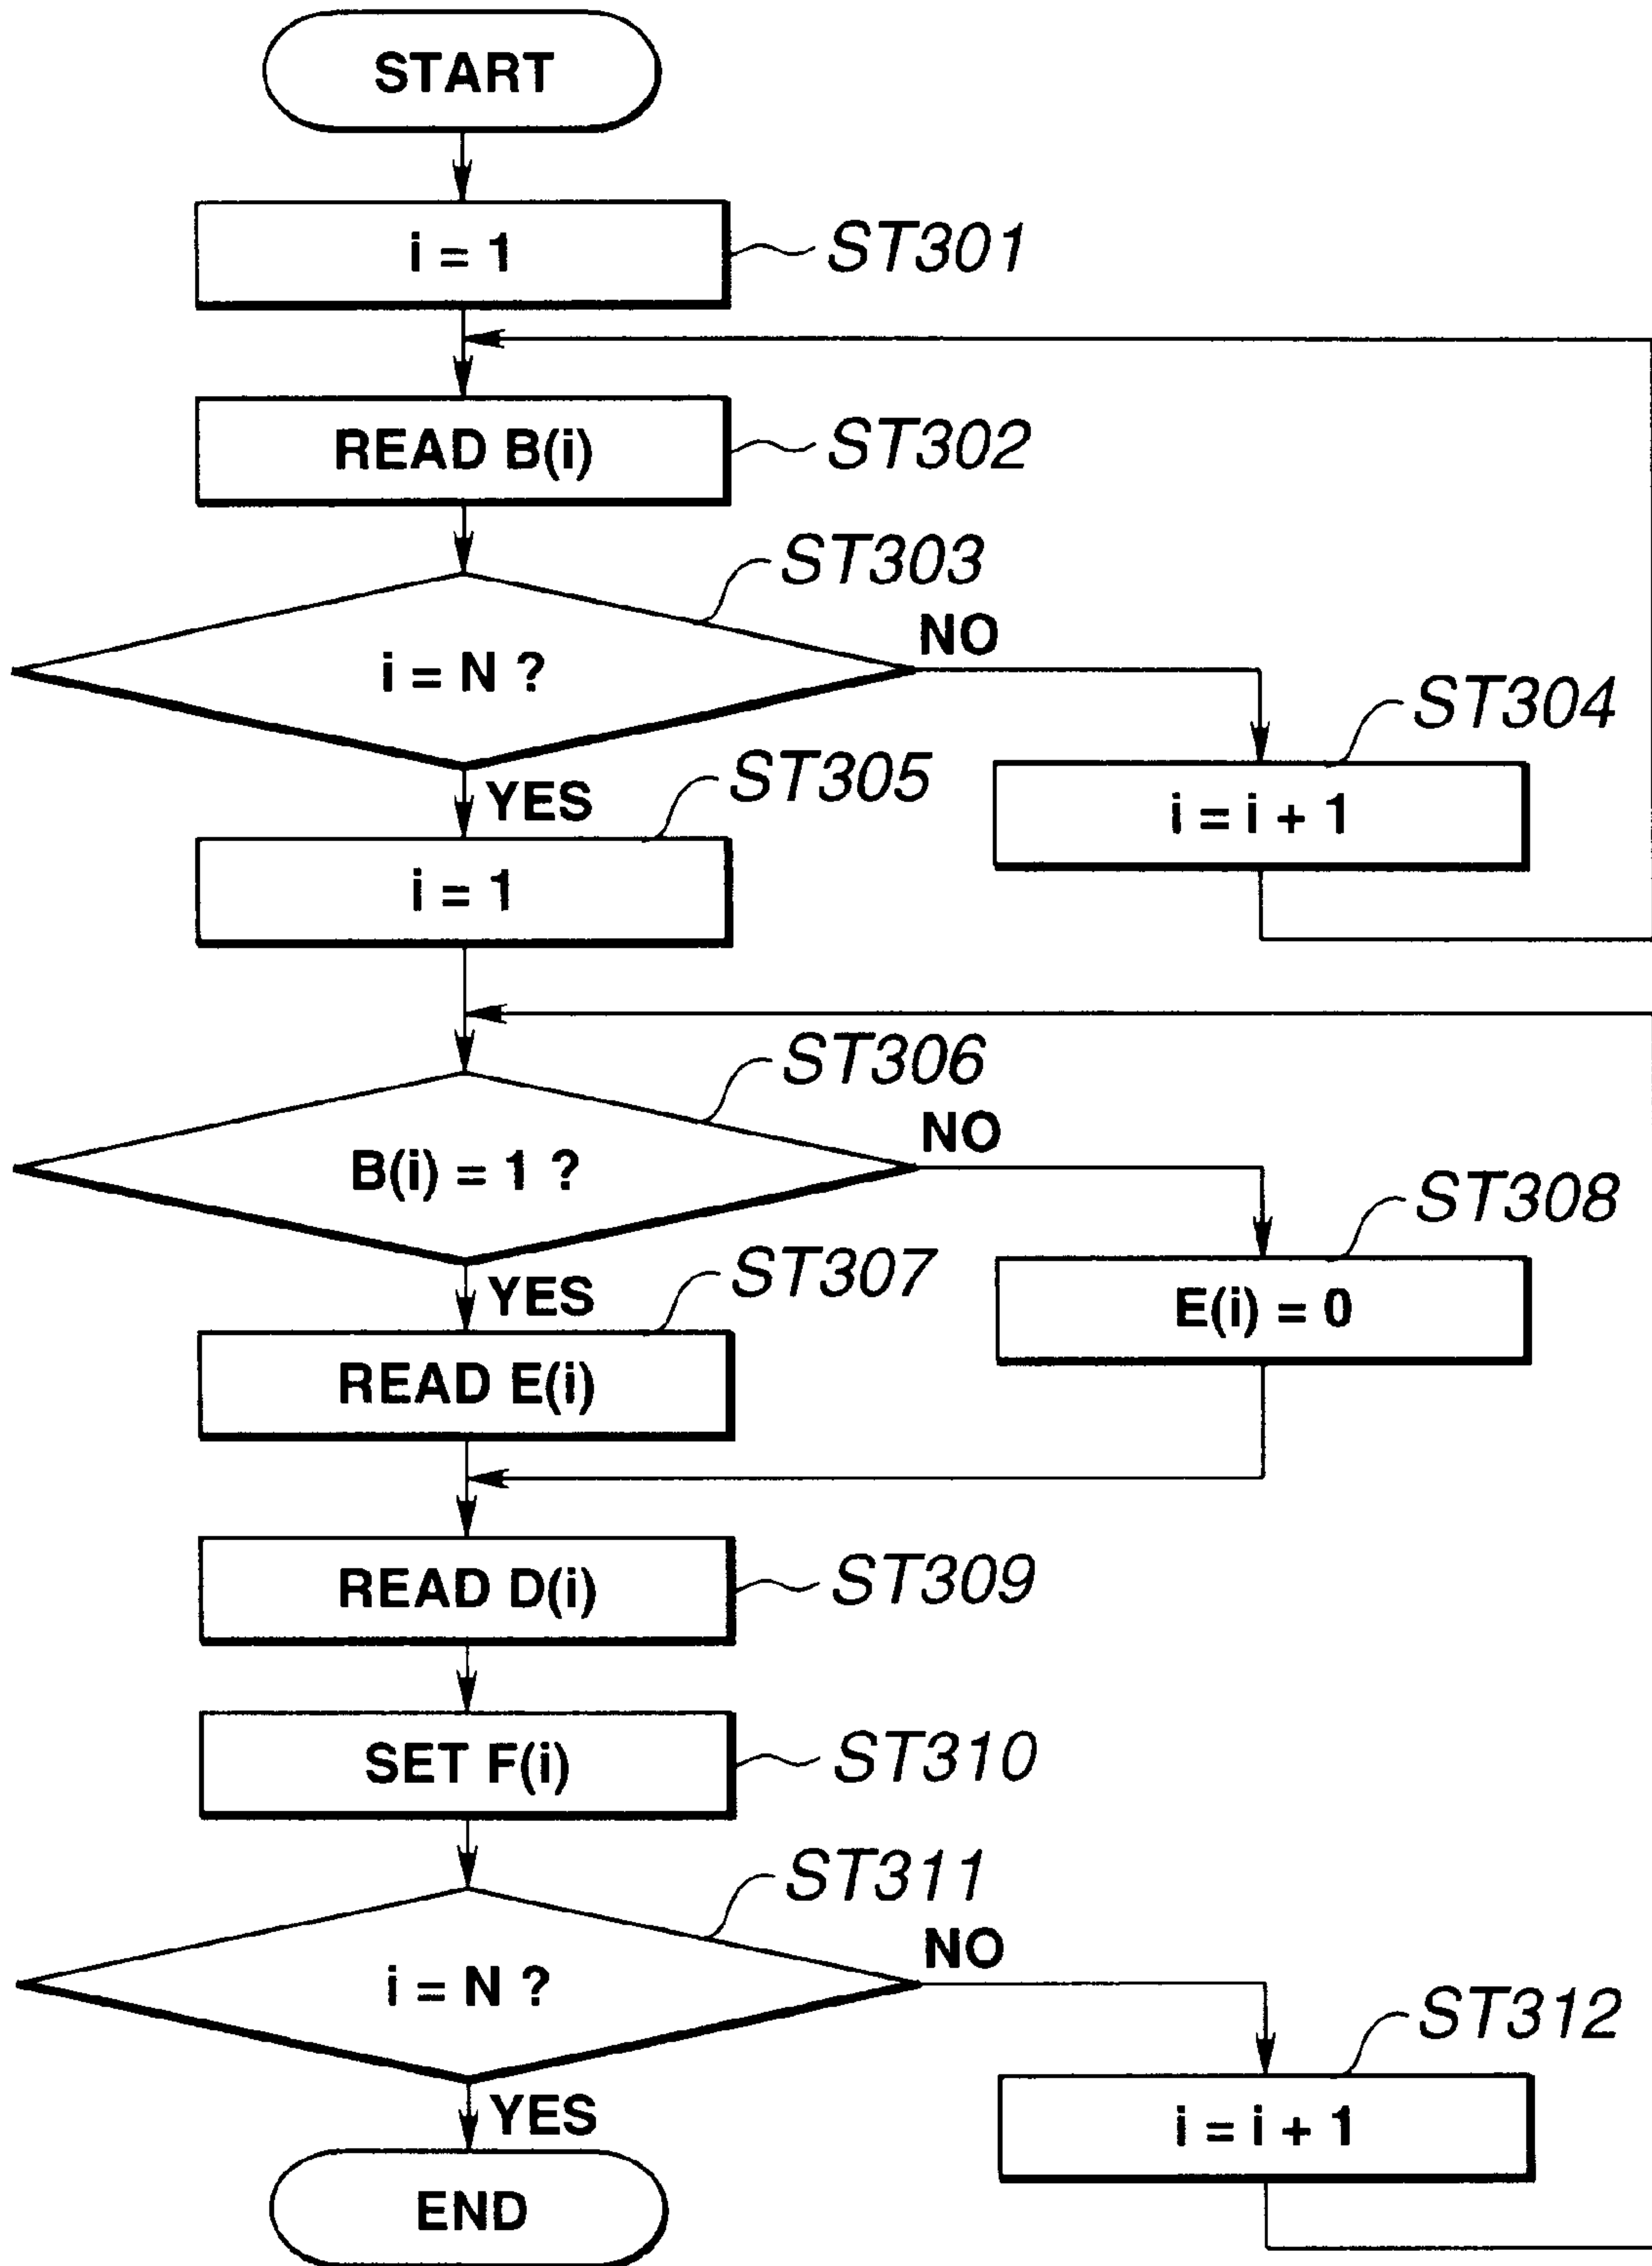 START
i = 1
ST301
READ B(i)
ST302
ST303
NO
i = N ?
ST304
YES
ST305
i = i + 1
i = 1
ST306
NO
B(i) = 1 ?
ST308
YES
ST307
E(i) = 0
READ E(i)
READ D(i)
ST309
SET F(i)
ST310
ST311
NO
i = N ?
ST312
YES
i = i + 1
END